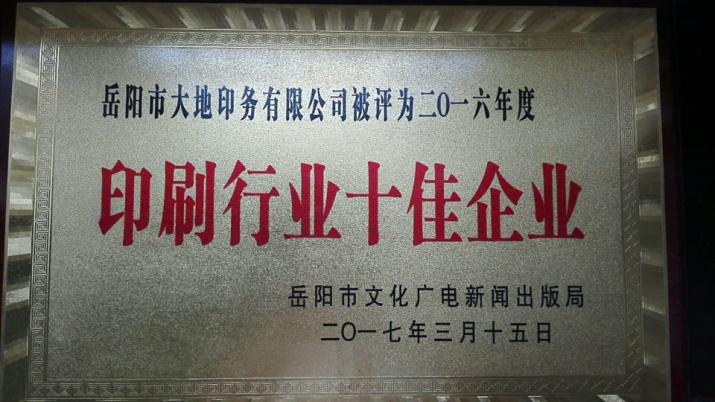 岳阳市大地印务有限公司被评为二〇一六年度
印刷行业十佳企业
岳阳市文化广电新闻出版局
二〇一七年三月十五日